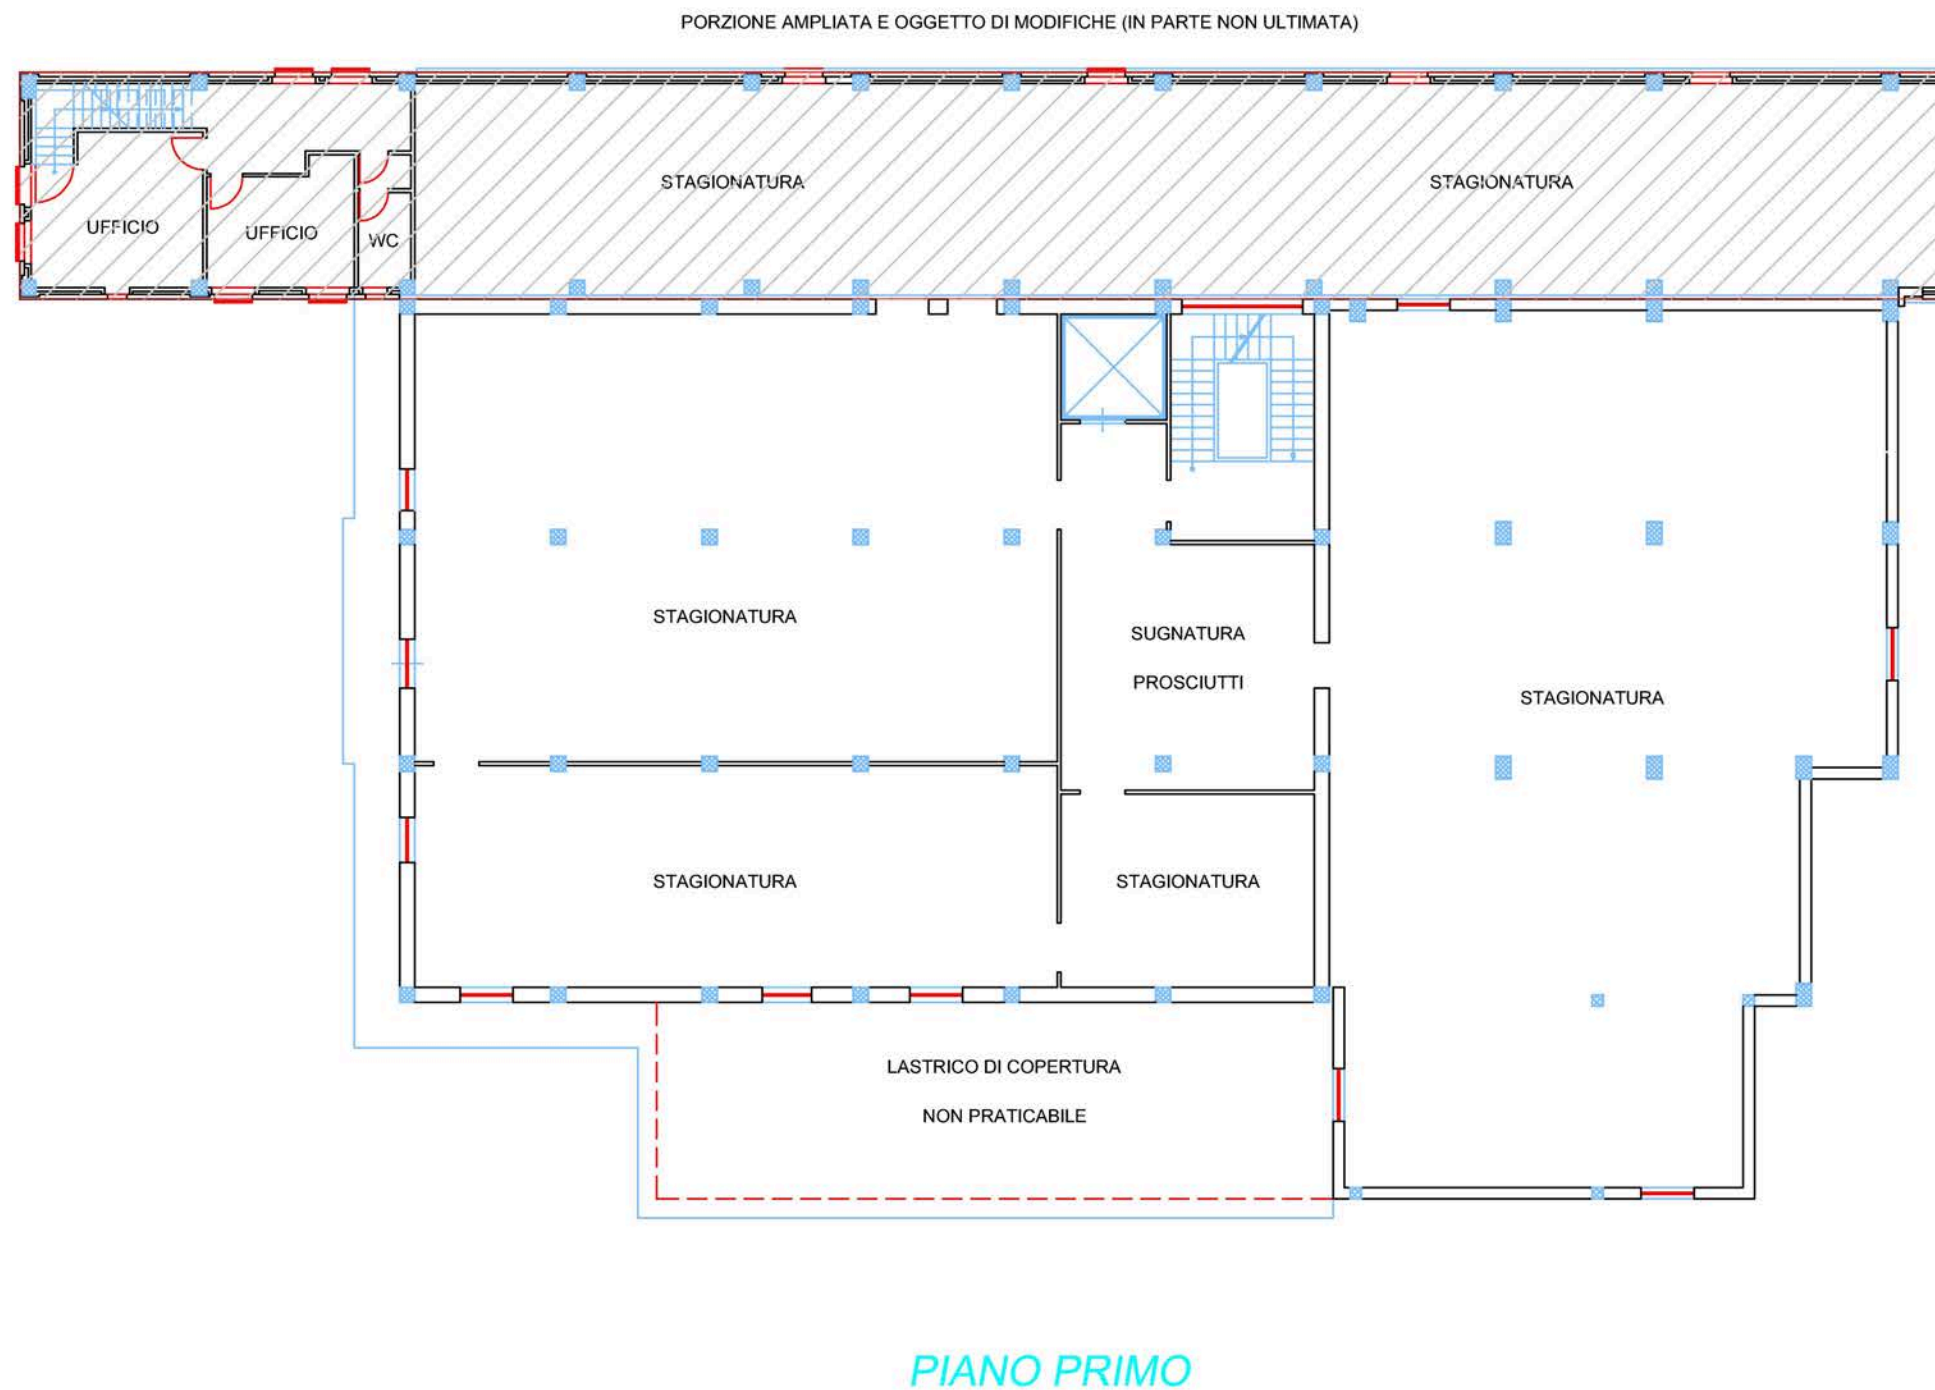 PORZIONE AMPLIATA E OGGETTO DI MODIFICHE (IN PARTE NON ULTIMATA)
STAGIONATURA
STAGIONATURA
UFFICIO
UFFICIO
WC
STAGIONATURA
SUGNATURA
PROSCIUTTI
STAGIONATURA
STAGIONATURA
STAGIONATURA
LASTRICO DI COPERTURA
NON PRATICABILE
PIANO PRIMO